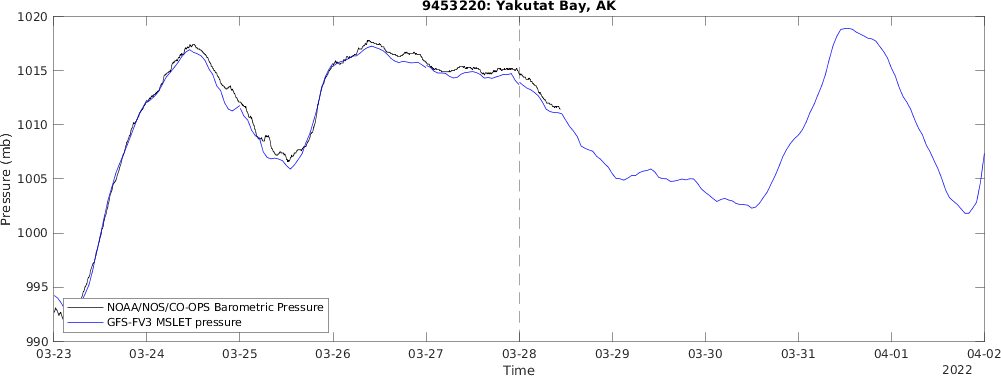 9453220: Yakutat Bay, AK
1020
1015
1010
1005
1000
995
990
Pressure (mb)
NOAA/NOS/CO-OPS Barometric Pressure
GFS-FV3 MSLET pressure
03-23 03-24 03-25 03-26 03-27 03-28 03-29 03-30 03-31 04-01 04-02
Time
2022